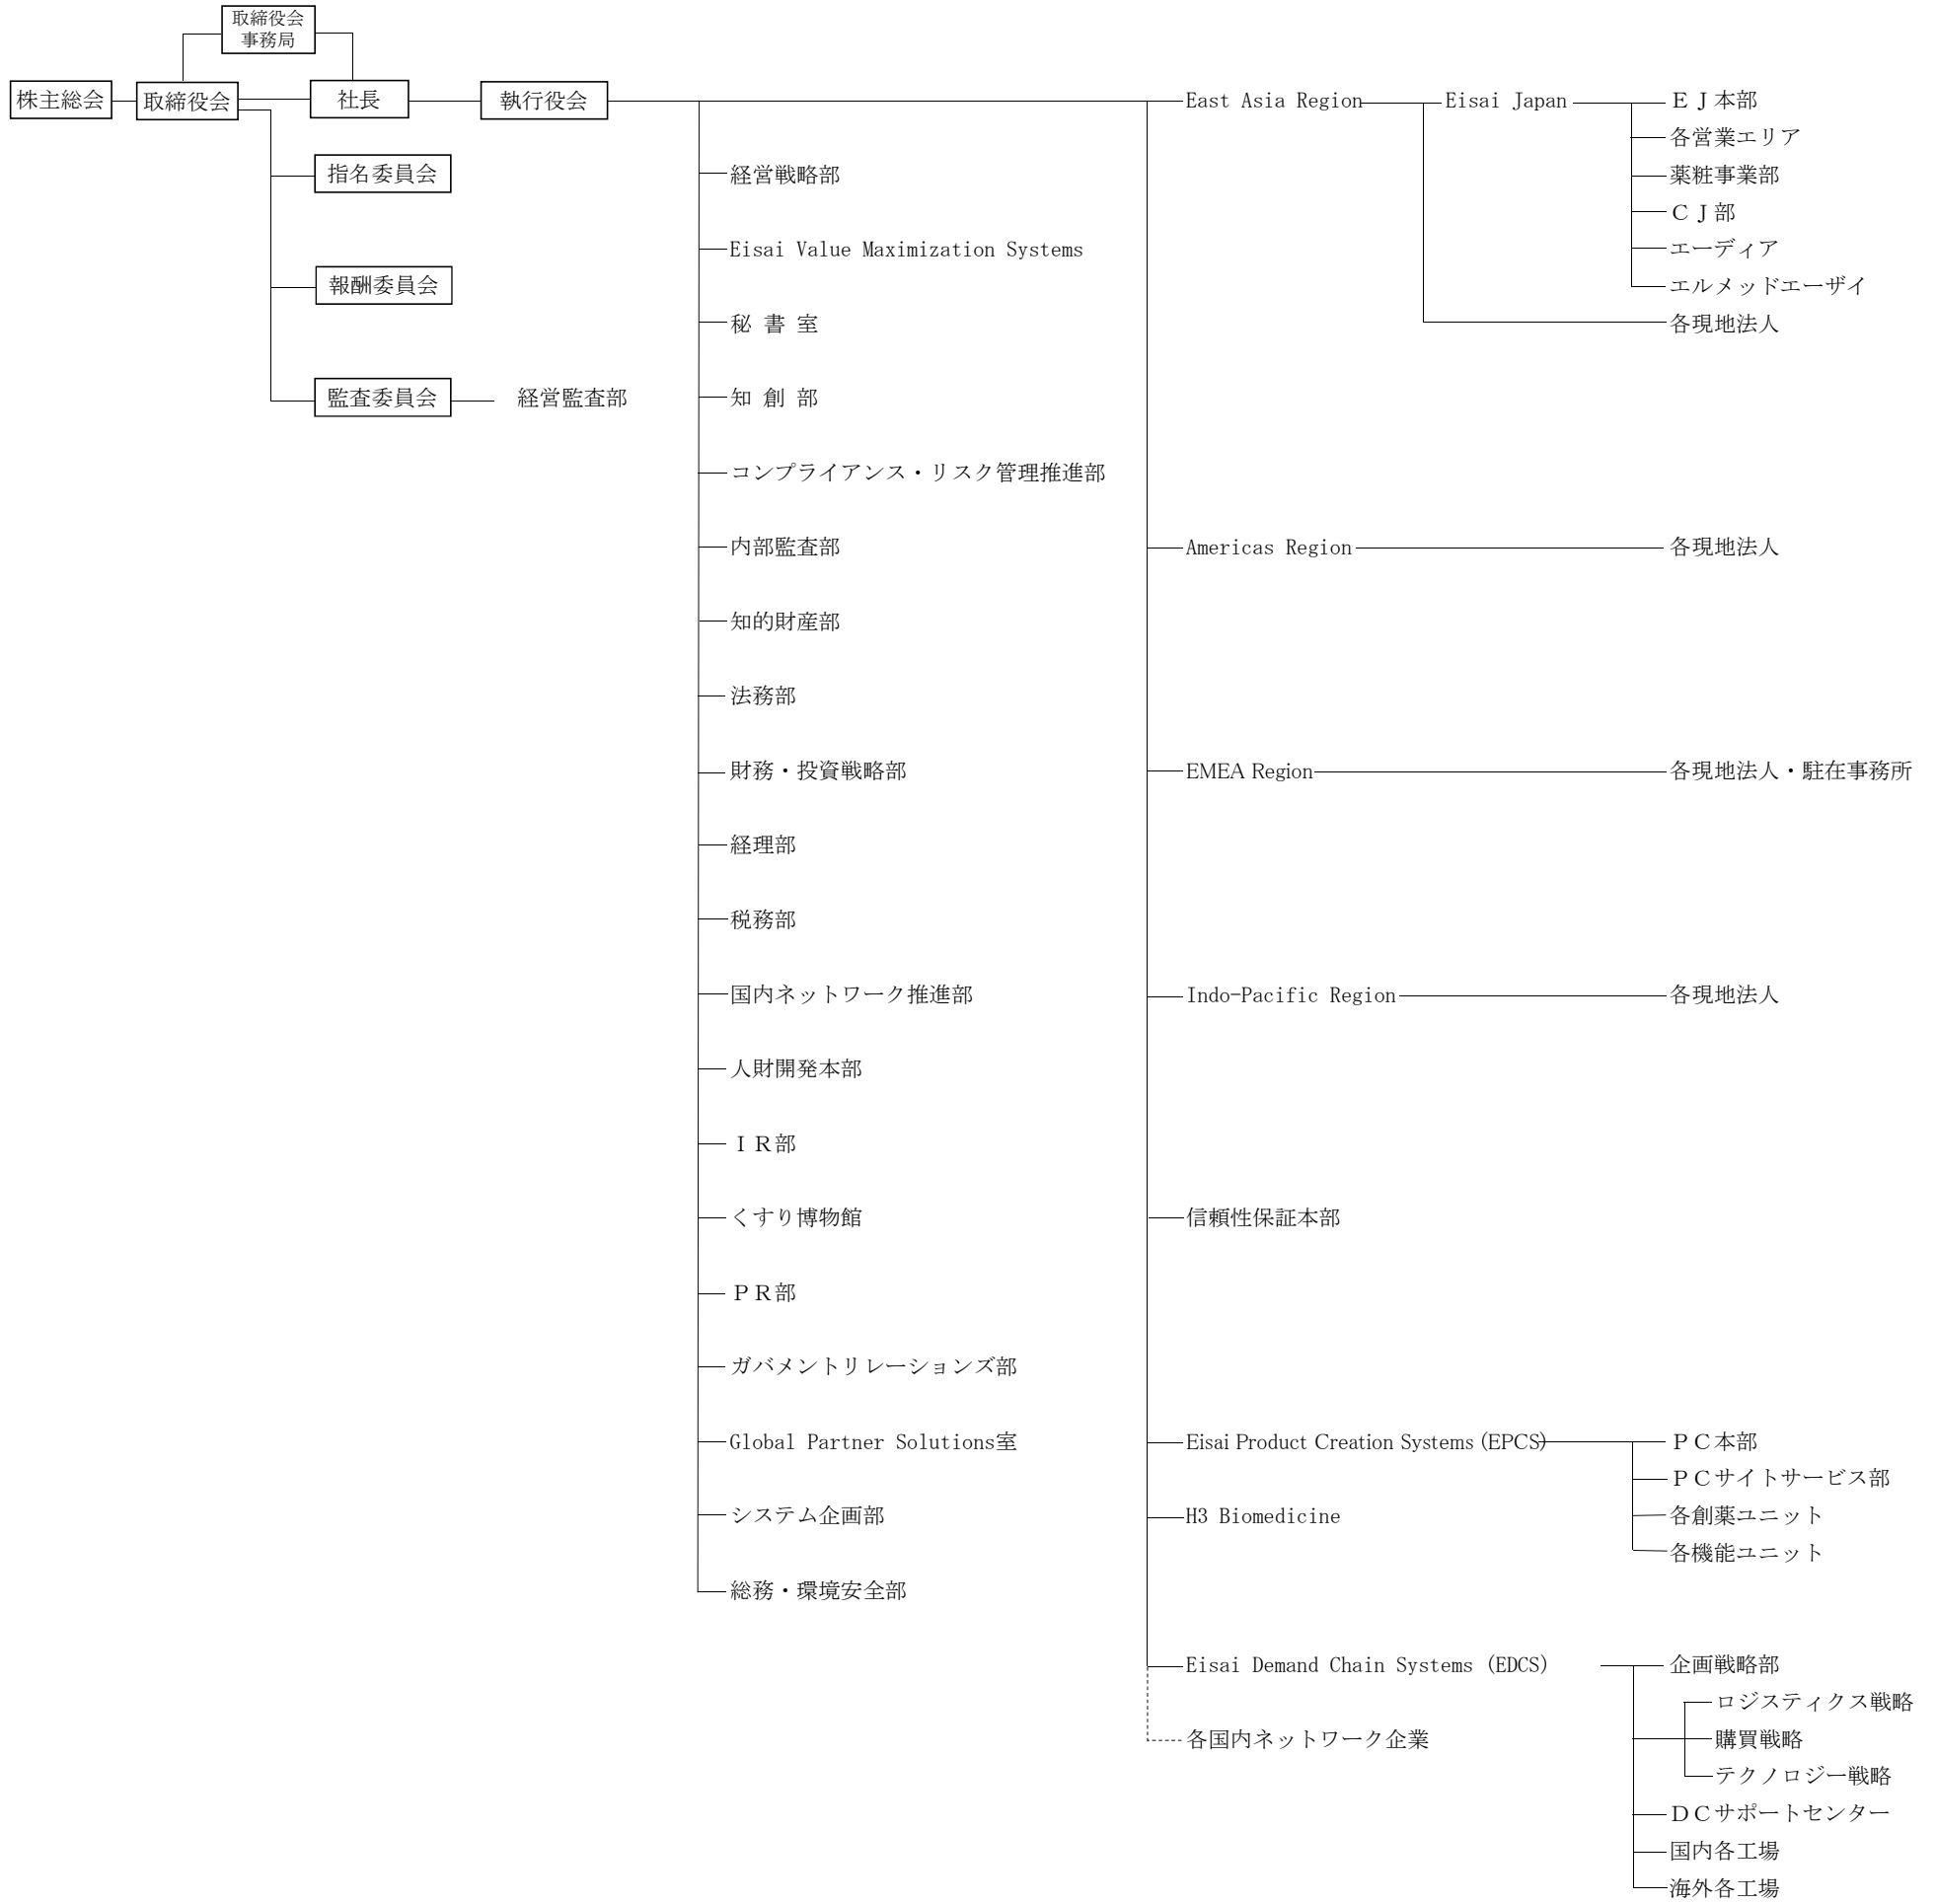 取締役会
事務局
株主総会
取締役会
社長
執行役会
指名委員会
報酬委員会
監査委員会
経営監査部
経営戦略部
Eisai Value Maximization Systems
秘 書 室
知 創 部
コンプライアンス・リスク管理推進部
内部監査部
知的財産部
法務部
財務・投資戦略部
経理部
税務部
国内ネットワーク推進部
人財開発本部
ＩＲ部
くすり博物館
ＰＲ部
ガバメントリレーションズ部
Global Partner Solutions室
システム企画部
総務・環境安全部
East Asia Region
Eisai Japan
ＥＪ本部
各営業エリア
薬粧事業部
ＣＪ部
エーディア
エルメッドエーザイ
各現地法人
Americas Region
各現地法人
EMEA Region
各現地法人・駐在事務所
Indo-Pacific Region
各現地法人
信頼性保証本部
Eisai Product Creation Systems (EPCS)
ＰＣ本部
ＰＣサイトサービス部
各創薬ユニット
各機能ユニット
H3 Biomedicine
Eisai Demand Chain Systems (EDCS)
企画戦略部
ロジスティクス戦略
購買戦略
テクノロジー戦略
ＤＣサポートセンター
国内各工場
海外各工場
各国内ネットワーク企業